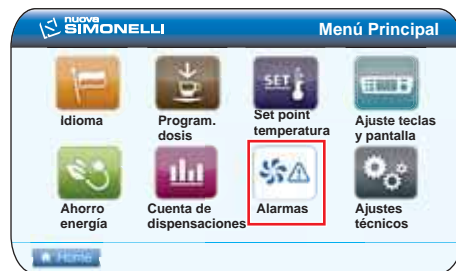 nuova
SIMONELLI
Menú Principal
Idioma
Program.
dosis
Set point
temperatura
Ajuste teclas
y pantalla
SET
Ahorro
energía
Cuenta de
dispensaciones
Alarmas
Ajustes
técnicos
Home